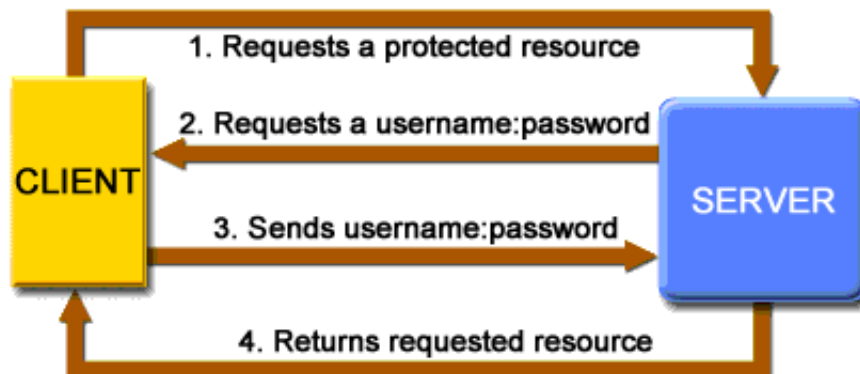 1. Requests a protected resource
2. Requests a username:password
CLIENT
SERVER
3. Sends username:password
4. Returns requested resource